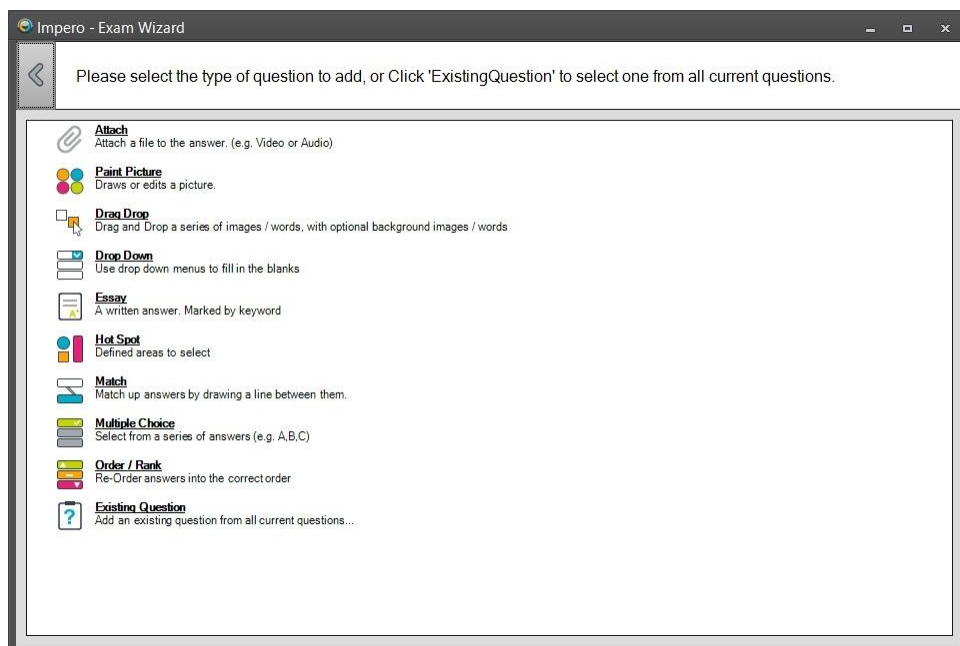 Impero - Exam Wizard
Please select the type of question to add, or Click 'ExistingQuestion' to select one from all current questions.
Attach
Attach a file to the answer. (e.g. Video or Audio)
Paint Picture
Draws or edits a picture.
Drag Drop
Drag and Drop a series of images / words, with optional background images / words
Drop Down
Use drop down menus to fill in the blanks
Essay
A written answer. Marked by keyword
Hot Spot
Defined areas to select
Match
Match up answers by drawing a line between them.
Multiple Choice
Select from a series of answers (e.g. A,B,C)
Order / Rank
Re-Order answers into the correct order
Existing Question
Add an existing question from all current questions...